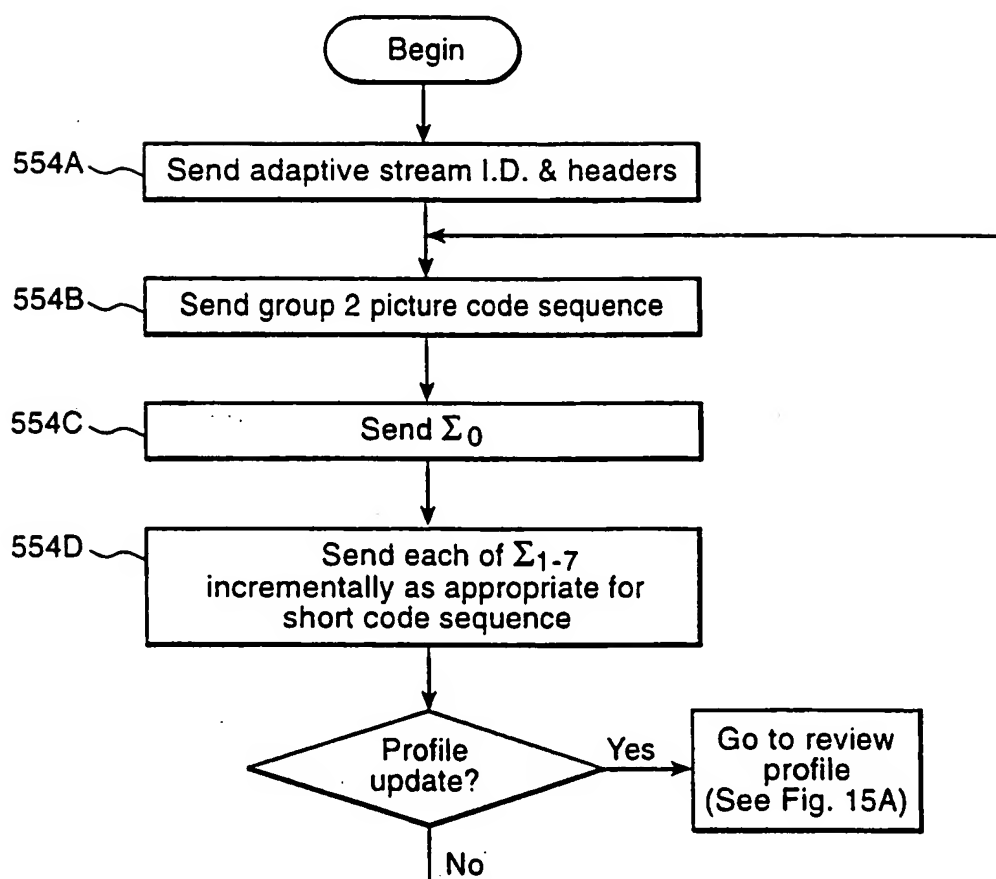 Begin
554A
Send adaptive stream I.D. & headers
554B
Send group 2 picture code sequence
554C
Send Σ0
554D
Send each of Σ1-7
incrementally as appropriate for
short code sequence
Profile
update?
Yes
Go to review
profile
(See Fig. 15A)
No